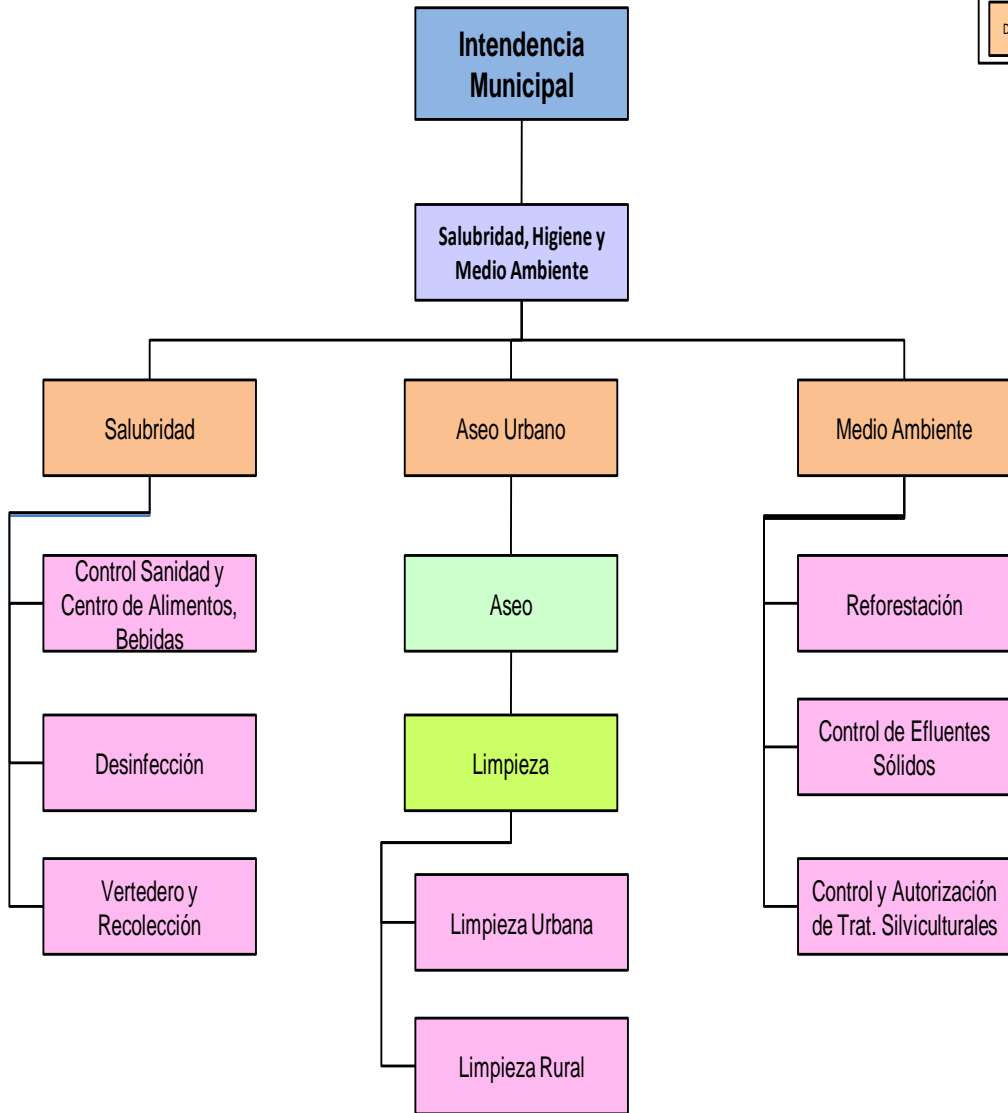 Intendencia
Municipal
D
Salubridad, Higiene y
Medio Ambiente
Salubridad
Aseo Urbano
Medio Ambiente
Control Sanidad y
Centro de Alimentos,
Bebidas
Aseo
Reforestación
Desinfección
Limpieza
Control de Efluentes
Sólidos
Vertedero y
Recolección
Limpieza Urbana
Control y Autorización
de Trat. Silviculturales
Limpieza Rural